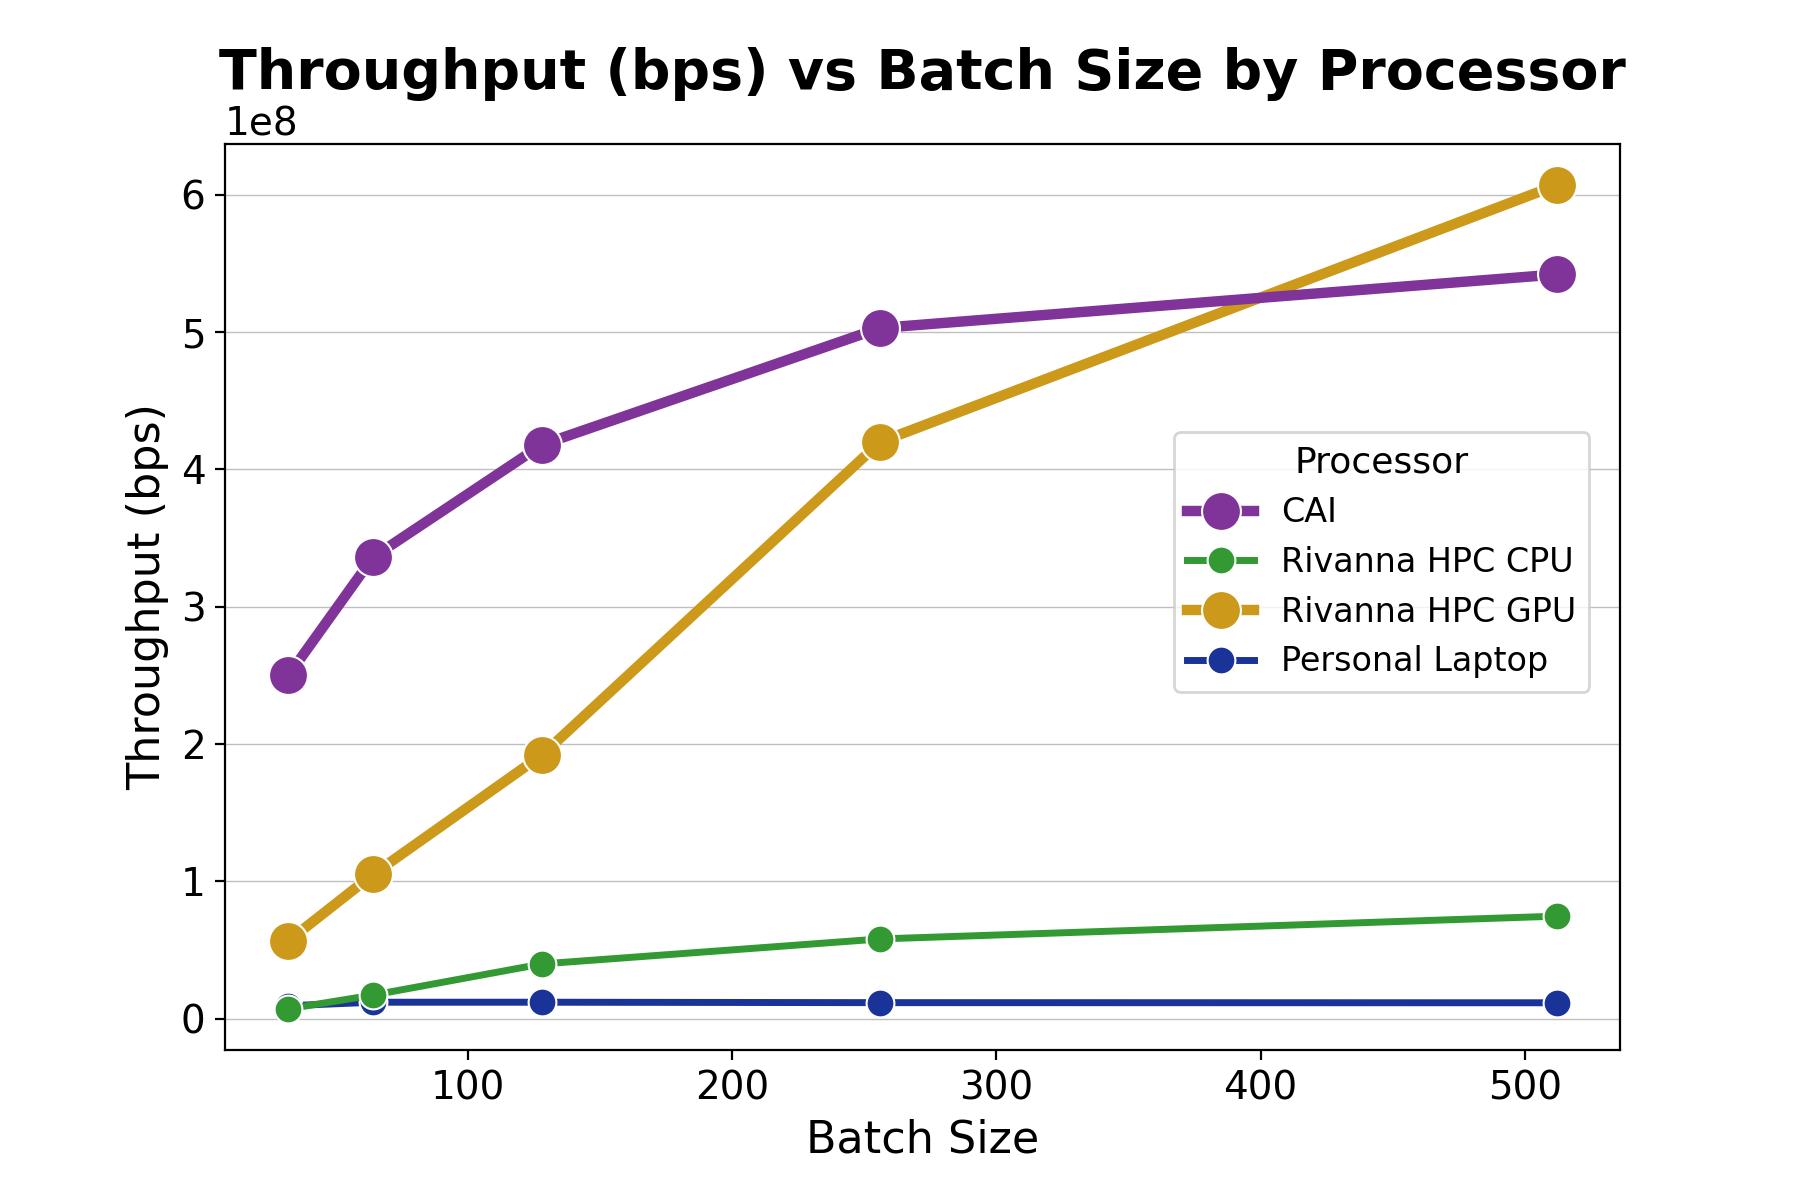 Throughput (bps) vs Batch Size by Processor
1e8
6
5
4
3
2
1
0
Throughput (bps)
Processor
CAI
Rivanna HPC CPU
Rivanna HPC GPU
Personal Laptop
100 200 300 400 500
Batch Size